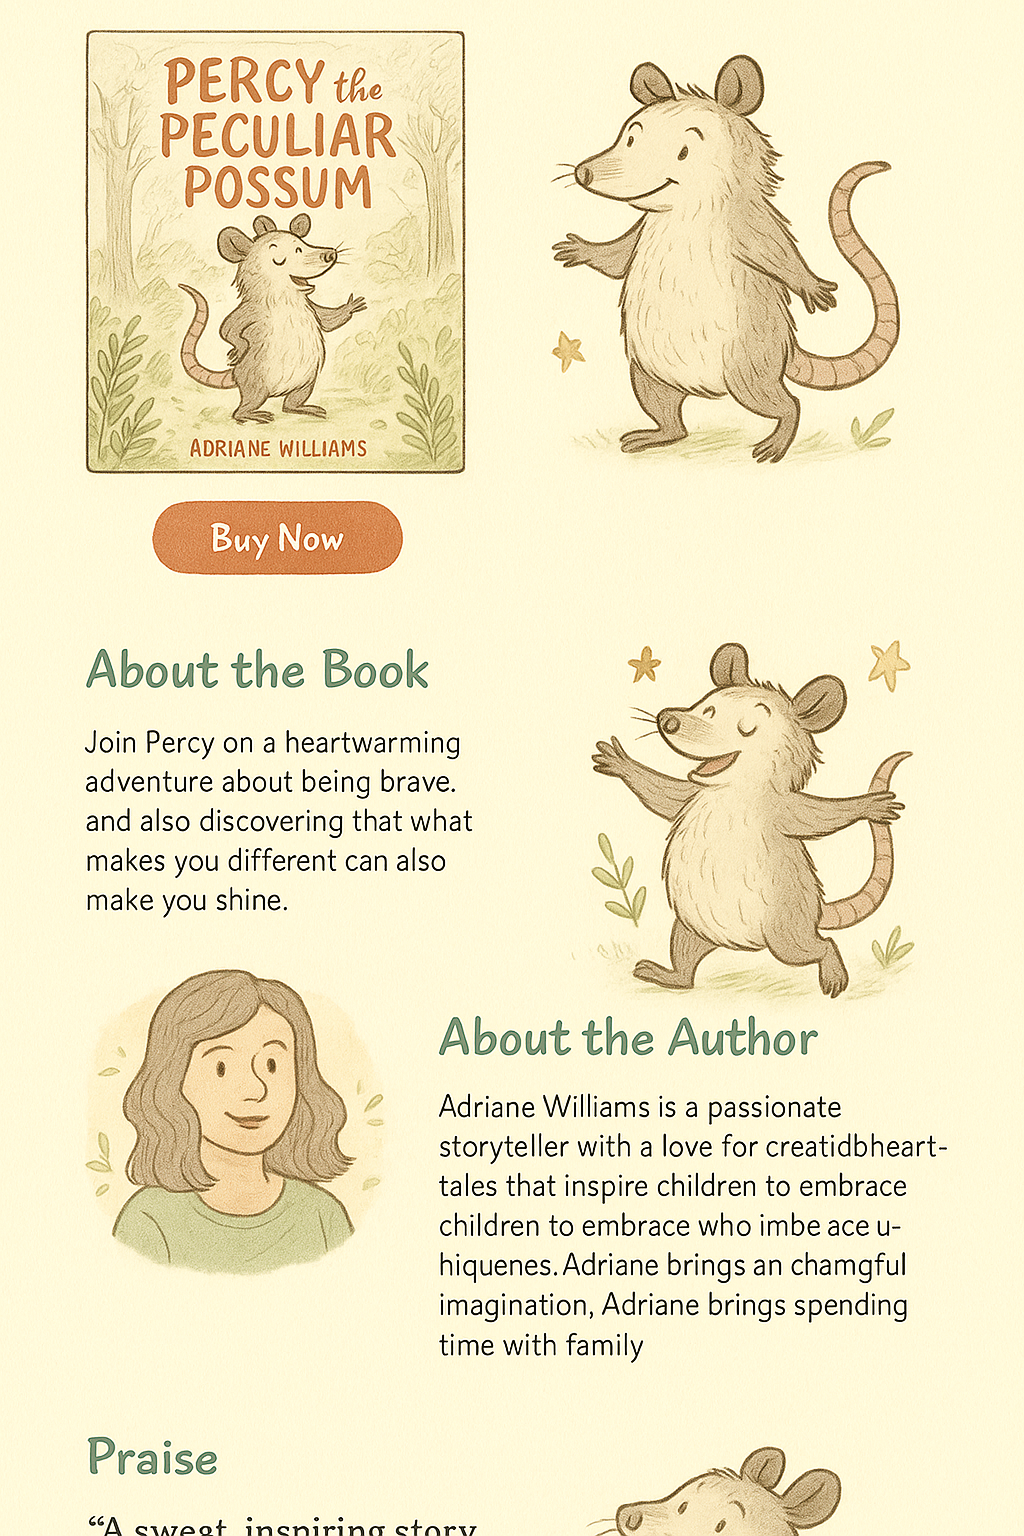 PERCY the
PECULIAR
POSSUM
ADRIANE WILLIAMS
Buy Now
About the Book
Join Percy on a heartwarming
adventure about being brave.
and also discovering that what
makes you different can also
make you shine.
About the Author
Adriane Williams is a passionate
storyteller with a love for creatidbheart-
tales that inspire children to embrace
children to embrace who imbe ace u-
hiquenes. Adriane brings an chamgful
imagination, Adriane brings spending
time with family
Praise
“A sweat, inspiring story